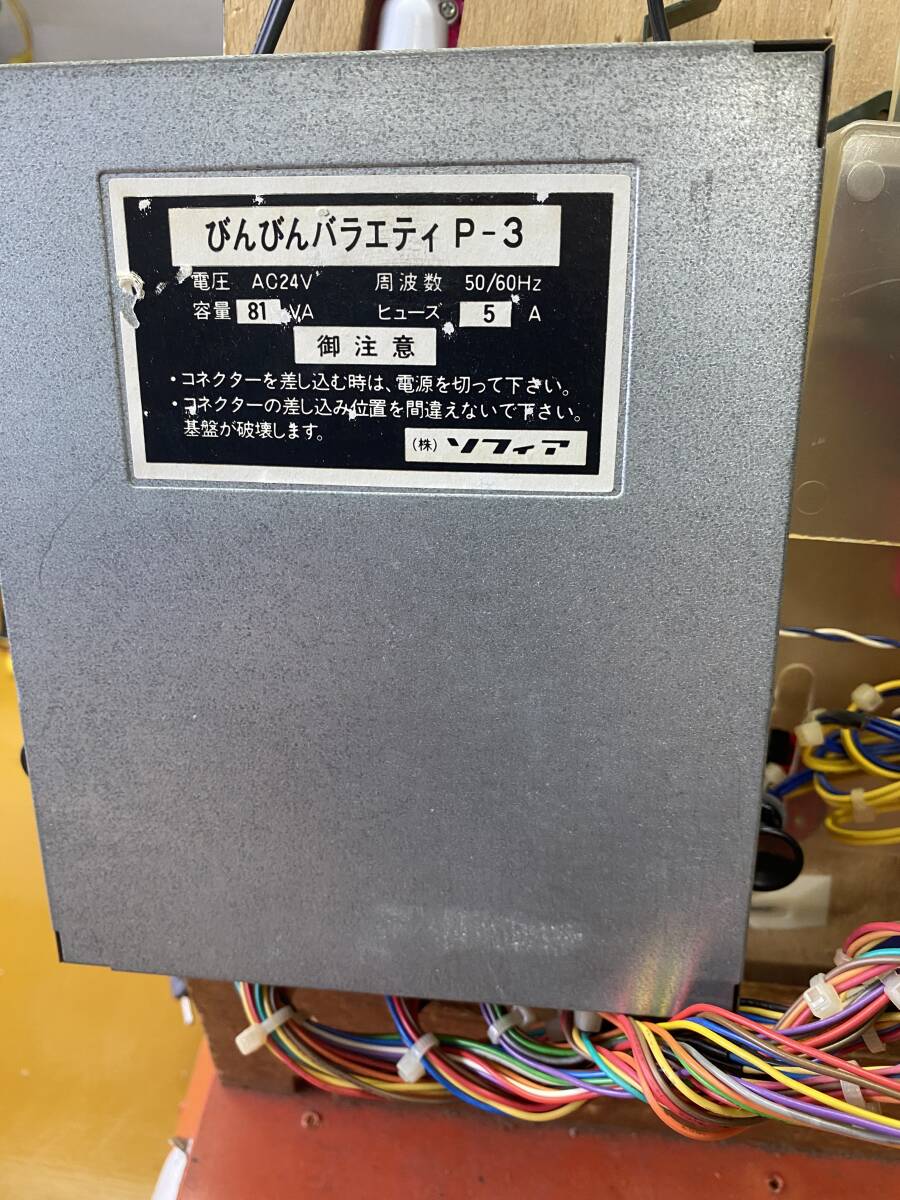 びんびんバラエティ P-3
電圧 AC24V 周波数 50/60Hz
容量 81 VA ヒューズ 5 A
御注意
・コネクターを差し込む時は、電源を切って下さい。
・コネクターの差し込み位置を間違えないで下さい。
基盤が破壊します。
(株) ソフィア